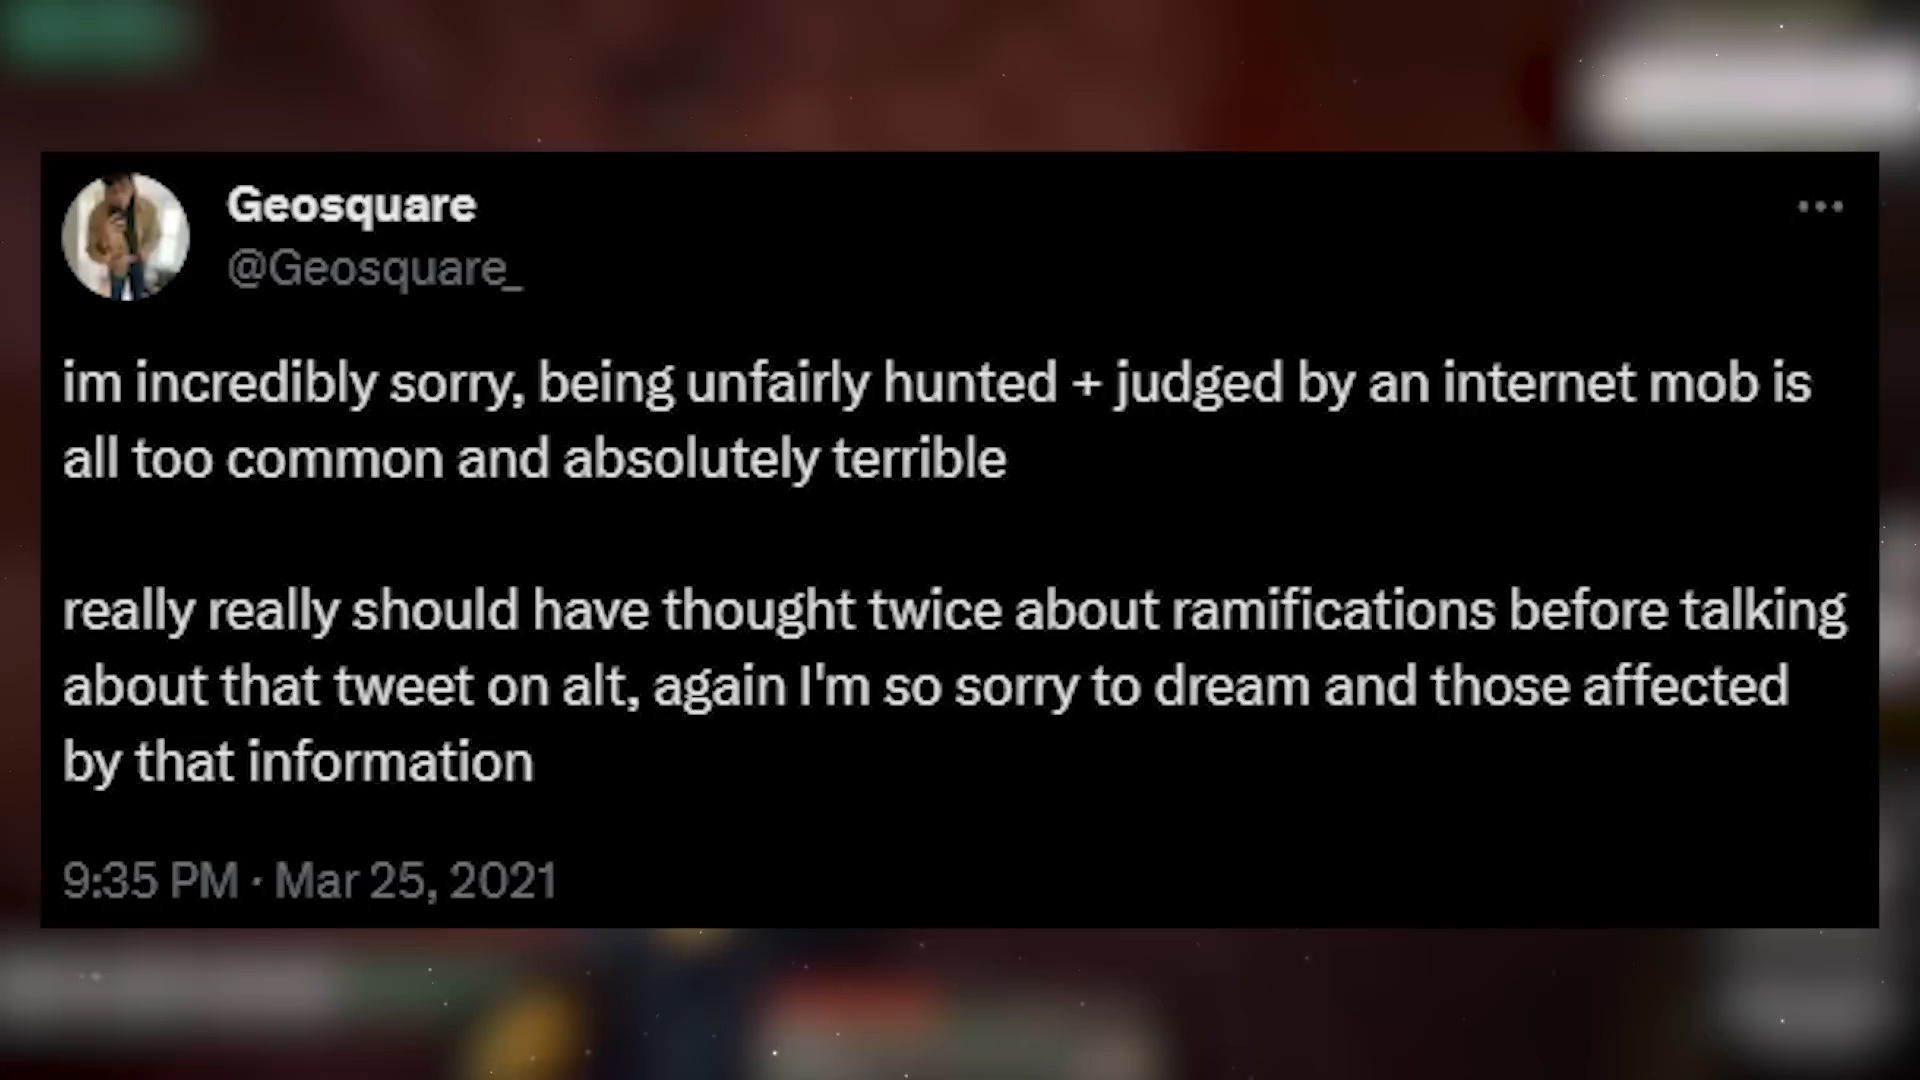 Geosquare
@Geosquare_
im incredibly sorry, being unfairly hunted + judged by an internet mob is
all too common and absolutely terrible
really really should have thought twice about ramifications before talking
about that tweet on alt, again I'm so sorry to dream and those affected
by that information
9:35 PM · Mar 25, 2021